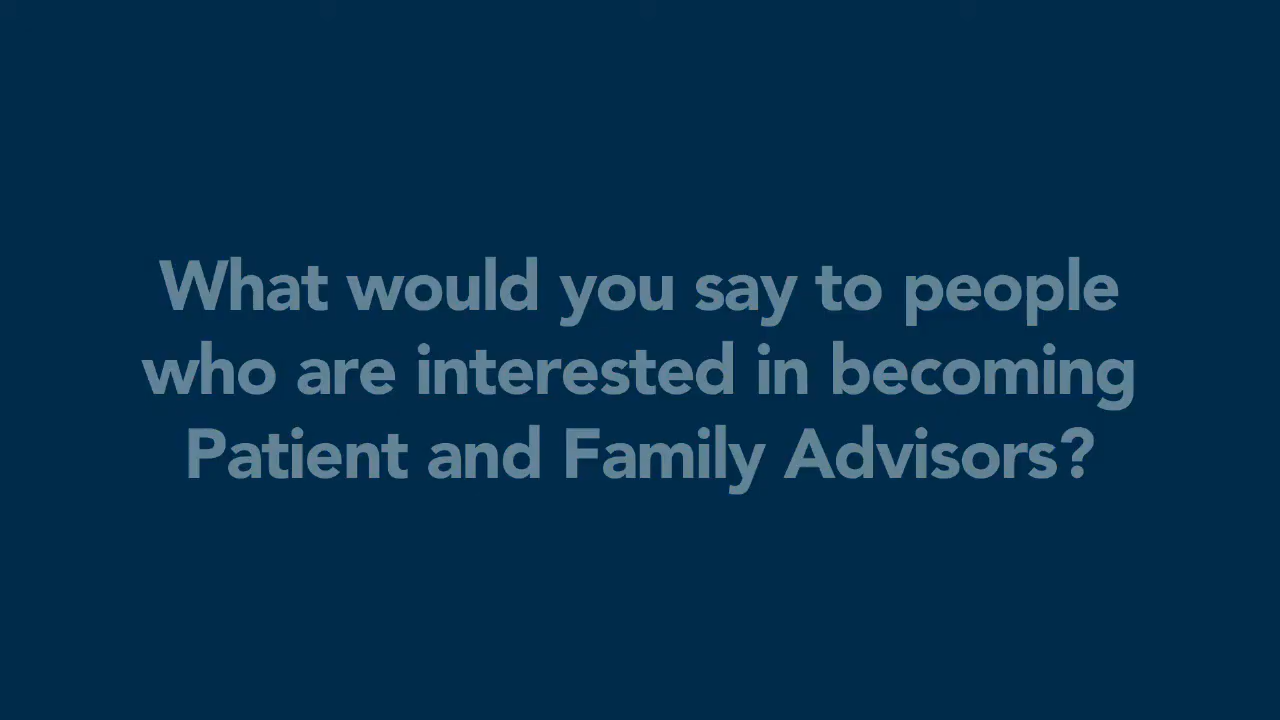 What would you say to people
who are interested in becoming
Patient and Family Advisors?